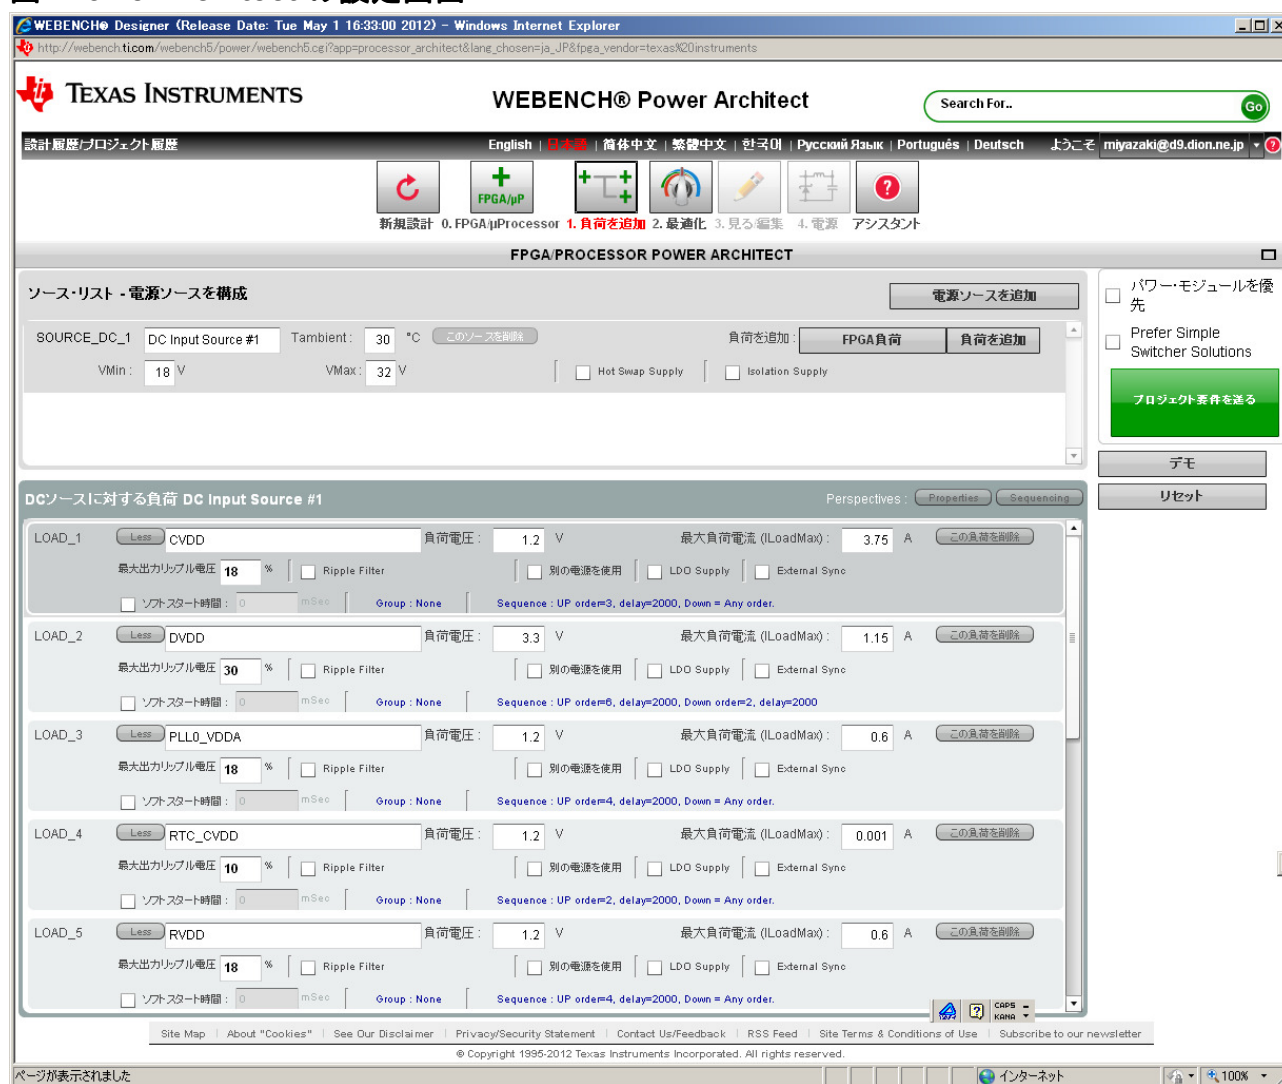 WEBENCH® Designer (Release Date: Tue May 1 16:33:00 2012) - Windows Internet Explorer
http://webench.ti.com/webench5/power/webench5.cgi?app=processor_architect&lang_chosen=ja_JP&fpga_vendor=texas%20instruments
TEXAS INSTRUMENTS
WEBENCH® Power Architect
Search For..
Go
設計履歴/プロジェクト履歴
English | 日本語 | 简体中文 | 繁體中文 | 한국어 | Русский Язык | Português | Deutsch
ようこそ miyazaki@d9.dion.ne.jp
FPGA/µP
新規設計 0. FPGA/µProcessor 1. 負荷を追加 2. 最適化 3. 見る/編集 4. 電源 アシスタント
FPGA/PROCESSOR POWER ARCHITECT
ソース・リスト - 電源ソースを構成
電源ソースを追加
SOURCE_DC_1 DC Input Source #1 Tambient : 30 °C このソースを削除 負荷を追加 : FPGA負荷 負荷を追加
VMin : 18 V VMax : 32 V Hot Swap Supply Isolation Supply
パワー・モジュールを優先
Prefer Simple
Switcher Solutions
プロジェクト要件を送る
デモ
リセット
DCソースに対する負荷 DC Input Source #1
Perspectives : Properties Sequencing
LOAD_1 Less CVDD 負荷電圧 : 1.2 V 最大負荷電流 (ILoadMax) : 3.75 A この負荷を削除
最大出力リップル電圧 18 % Ripple Filter 別の電源を使用 LDO Supply External Sync
ソフトスタート時間 : 0 mSec Group : None Sequence : UP order=3, delay=2000, Down = Any order.
LOAD_2 Less DVDD 負荷電圧 : 3.3 V 最大負荷電流 (ILoadMax) : 1.15 A この負荷を削除
最大出力リップル電圧 30 % Ripple Filter 別の電源を使用 LDO Supply External Sync
ソフトスタート時間 : 0 mSec Group : None Sequence : UP order=6, delay=2000, Down order=2, delay=2000
LOAD_3 Less PLL0_VDDA 負荷電圧 : 1.2 V 最大負荷電流 (ILoadMax) : 0.6 A この負荷を削除
最大出力リップル電圧 18 % Ripple Filter 別の電源を使用 LDO Supply External Sync
ソフトスタート時間 : 0 mSec Group : None Sequence : UP order=4, delay=2000, Down = Any order.
LOAD_4 Less RTC_CVDD 負荷電圧 : 1.2 V 最大負荷電流 (ILoadMax) : 0.001 A この負荷を削除
最大出力リップル電圧 10 % Ripple Filter 別の電源を使用 LDO Supply External Sync
ソフトスタート時間 : 0 mSec Group : None Sequence : UP order=2, delay=2000, Down = Any order.
LOAD_5 Less RVDD 負荷電圧 : 1.2 V 最大負荷電流 (ILoadMax) : 0.6 A この負荷を削除
最大出力リップル電圧 18 % Ripple Filter 別の電源を使用 LDO Supply External Sync
ソフトスタート時間 : 0 mSec Group : None Sequence : UP order=4, delay=2000, Down = Any order.
CAPS
KANA
Site Map | About "Cookies" | See Our Disclaimer | Privacy/Security Statement | Contact Us/Feedback | RSS Feed | Site Terms & Conditions of Use | Subscribe to our newsletter
© Copyright 1995-2012 Texas Instruments Incorporated. All rights reserved.
ページが表示されました インターネット 100%